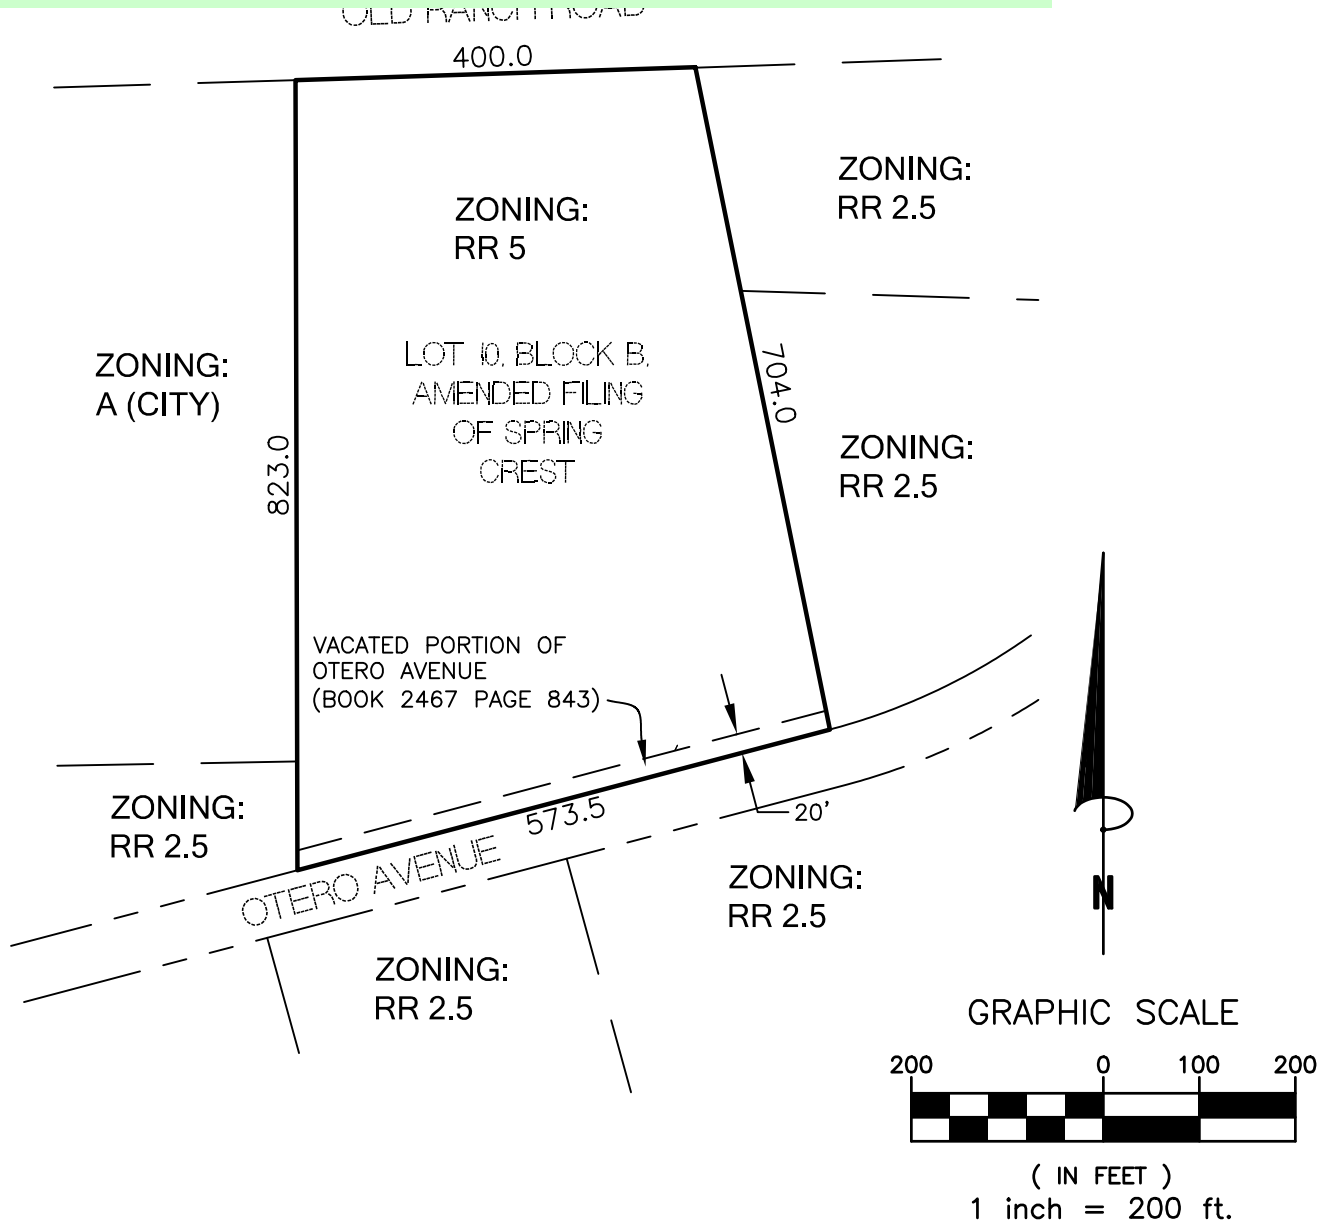 OLD RANCH ROAD
400.0
ZONING:
RR 2.5
ZONING:
RR 5
ZONING:
A (CITY)
LOT 10, BLOCK B,
AMENDED FILING
OF SPRING
CREST
704.0
823.0
ZONING:
RR 2.5
VACATED PORTION OF
OTERO AVENUE
(BOOK 2467 PAGE 843)
573.5
20'
ZONING:
RR 2.5
OTERO AVENUE
ZONING:
RR 2.5
ZONING:
RR 2.5
N
GRAPHIC SCALE
200 0 100 200
( IN FEET )
1 inch = 200 ft.